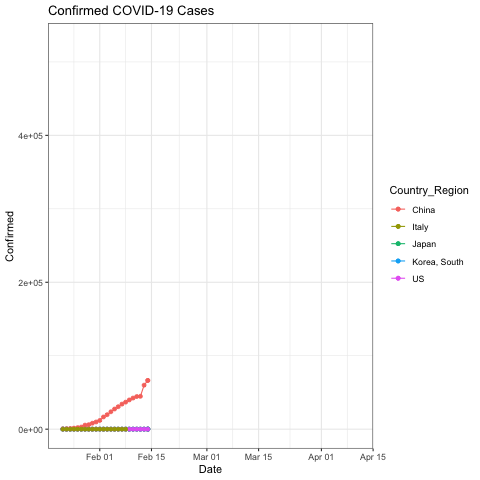 Confirmed COVID-19 Cases
4e+05
2e+05
0e+00
Confirmed
Feb 01 Feb 15 Mar 01 Mar 15 Apr 01 Apr 15
Date
Country_Region
China
Italy
Japan
Korea, South
US